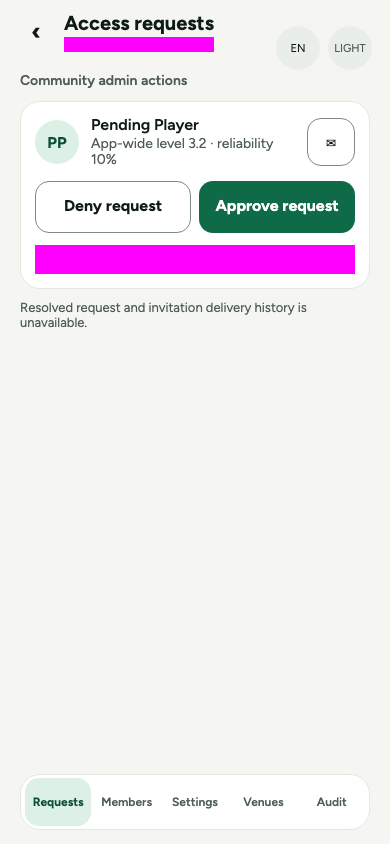 ‹ Access requests
EN
LIGHT
Community admin actions
PP
Pending Player
App-wide level 3.2 · reliability
10%
✉
Deny request
Approve request
Resolved request and invitation delivery history is
unavailable.
Requests
Members
Settings
Venues
Audit